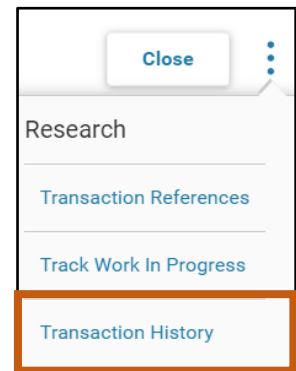 Close
Research
Transaction References
Track Work In Progress
Transaction History